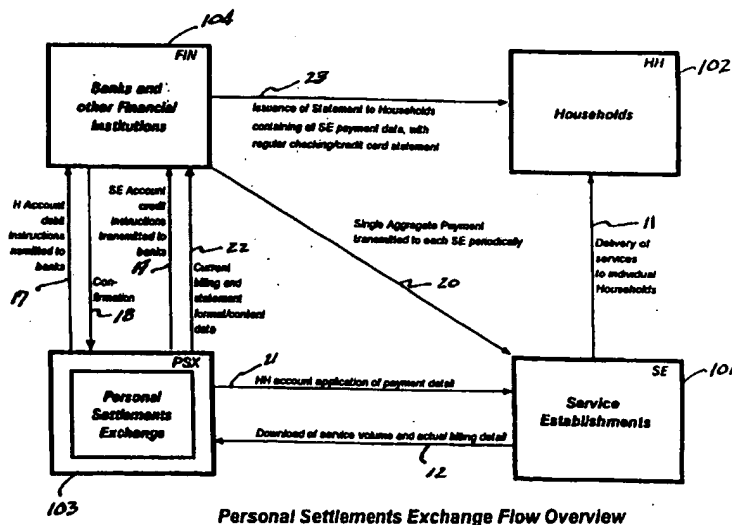 104
FIN
Banks and
other Financial
Institutions
23
Issuance of Statement to Households
containing all SE payment data, with
regular checking/credit card statement
HH
102
Households
H Account
debit
instructions
remitted to
banks
17
Con-
firmation
18
SE Account
credit
instructions
transmitted to
banks
19
22
Current
billing and
statement
format/content
data
Single Aggregate Payment
transmitted to each SE periodically
20
11
Delivery of
services
to individual
Households
PSX
Personal
Settlements
Exchange
103
21
HH account application of payment detail
Download of service volume and actual billing detail
12
SE
101
Service
Establishments
Personal Settlements Exchange Flow Overview